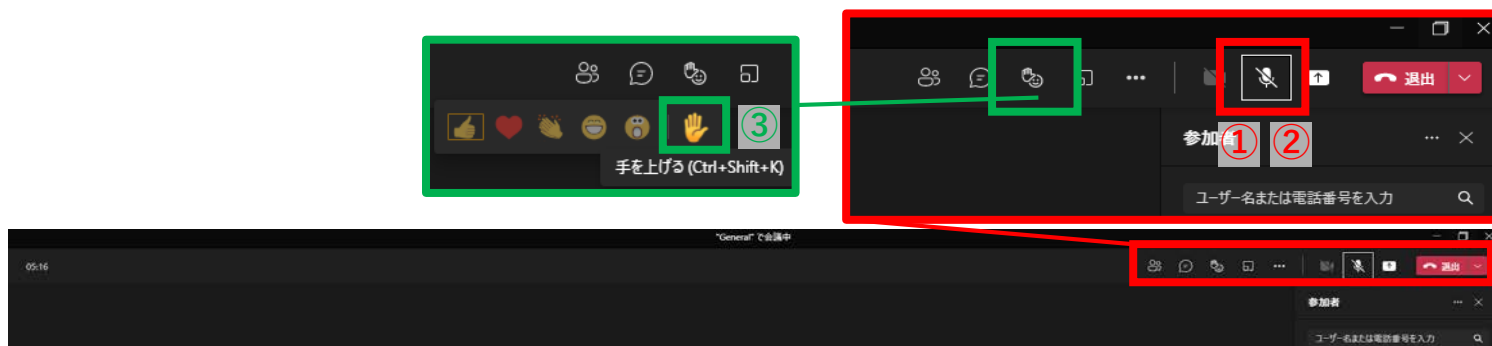 退出
③
① ②
参加者
手を上げる (Ctrl+Shift+K)
ユーザー名または電話番号を入力
"General" で会議中
05:16
退出
参加者
ユーザー名または電話番号を入力